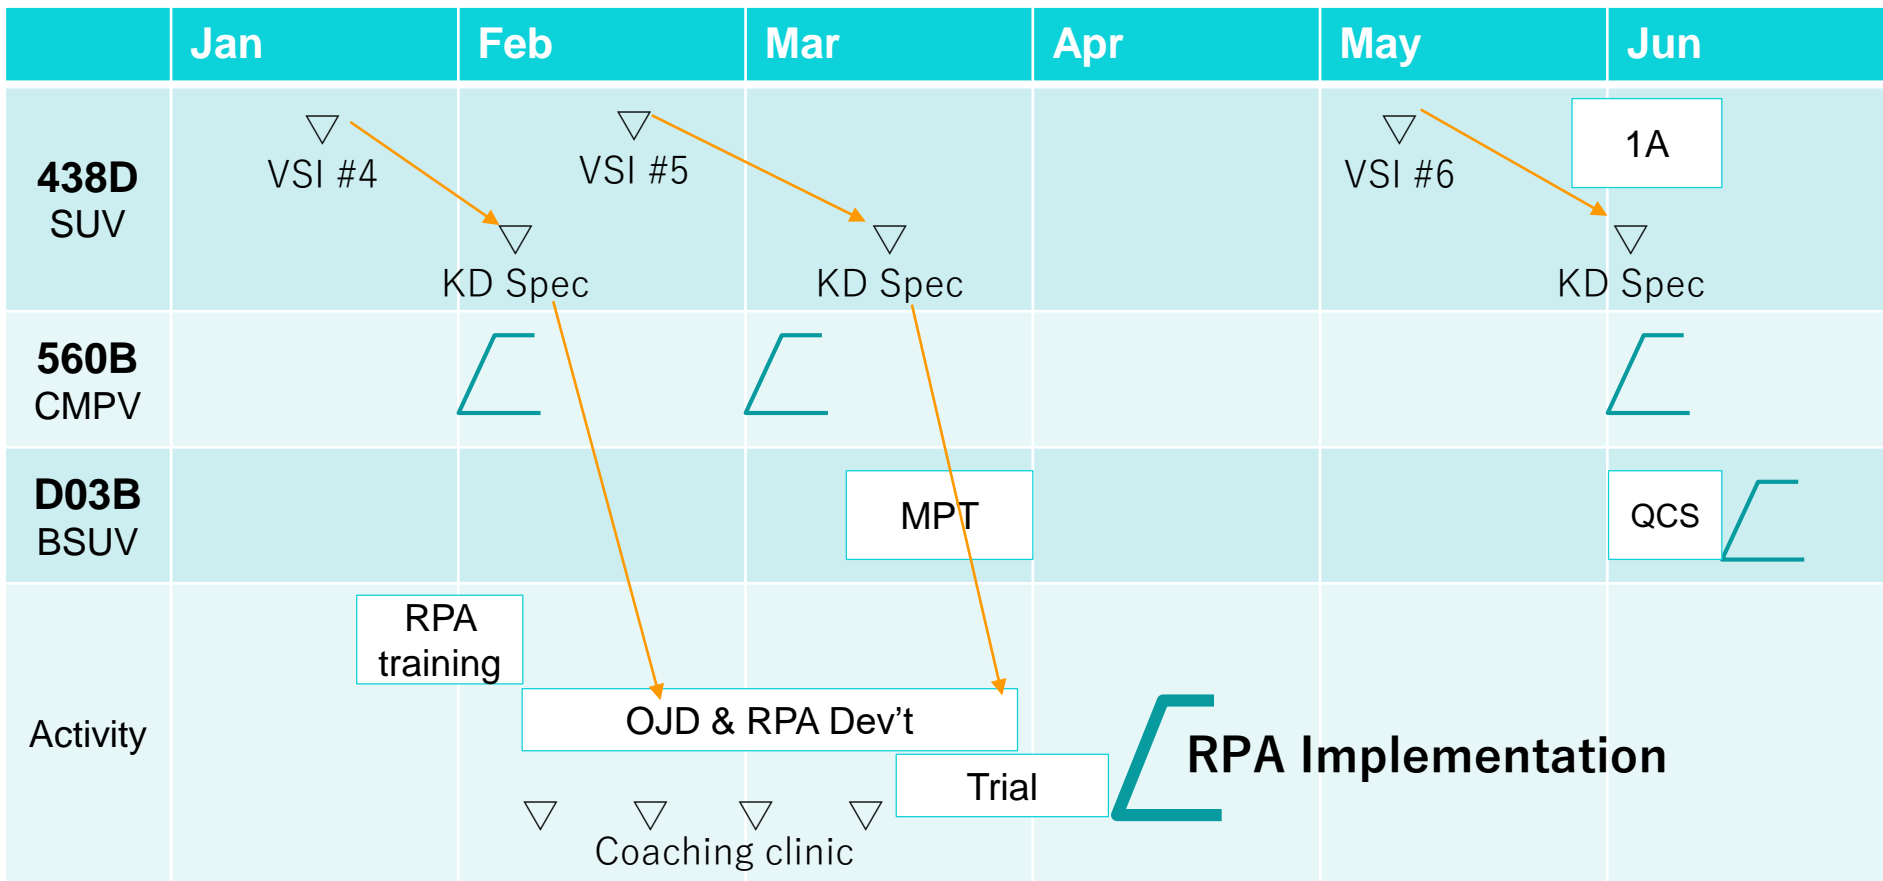 Jan Feb Mar Apr May Jun
438D
SUV
VSI #4
VSI #5
VSI #6
1A
KD Spec
KD Spec
KD Spec
560B
CMPV
D03B
BSUV
MPT
QCS
Activity
RPA
training
OJD & RPA Dev’t
Trial
RPA Implementation
Coaching clinic